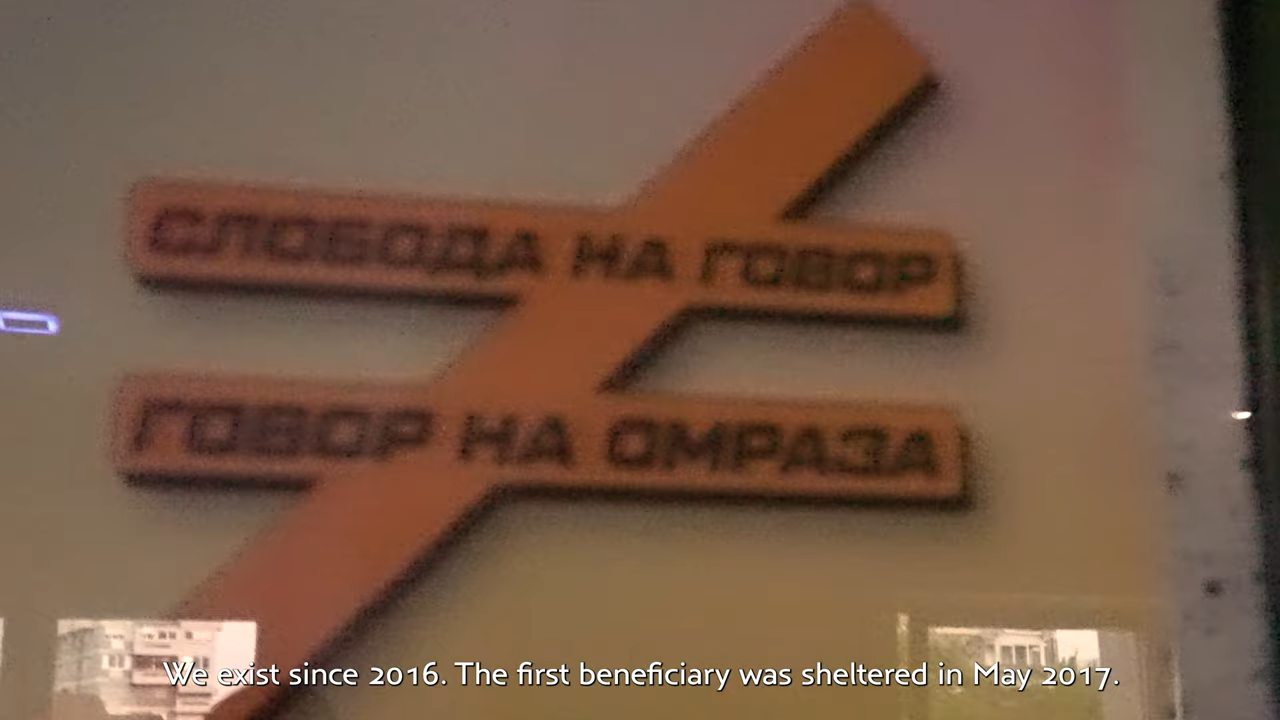 СЛОБОДА НА ГОВОР
ГОВОР НА ОМРАЗА
We exist since 2016. The first beneficiary was sheltered in May 2017.